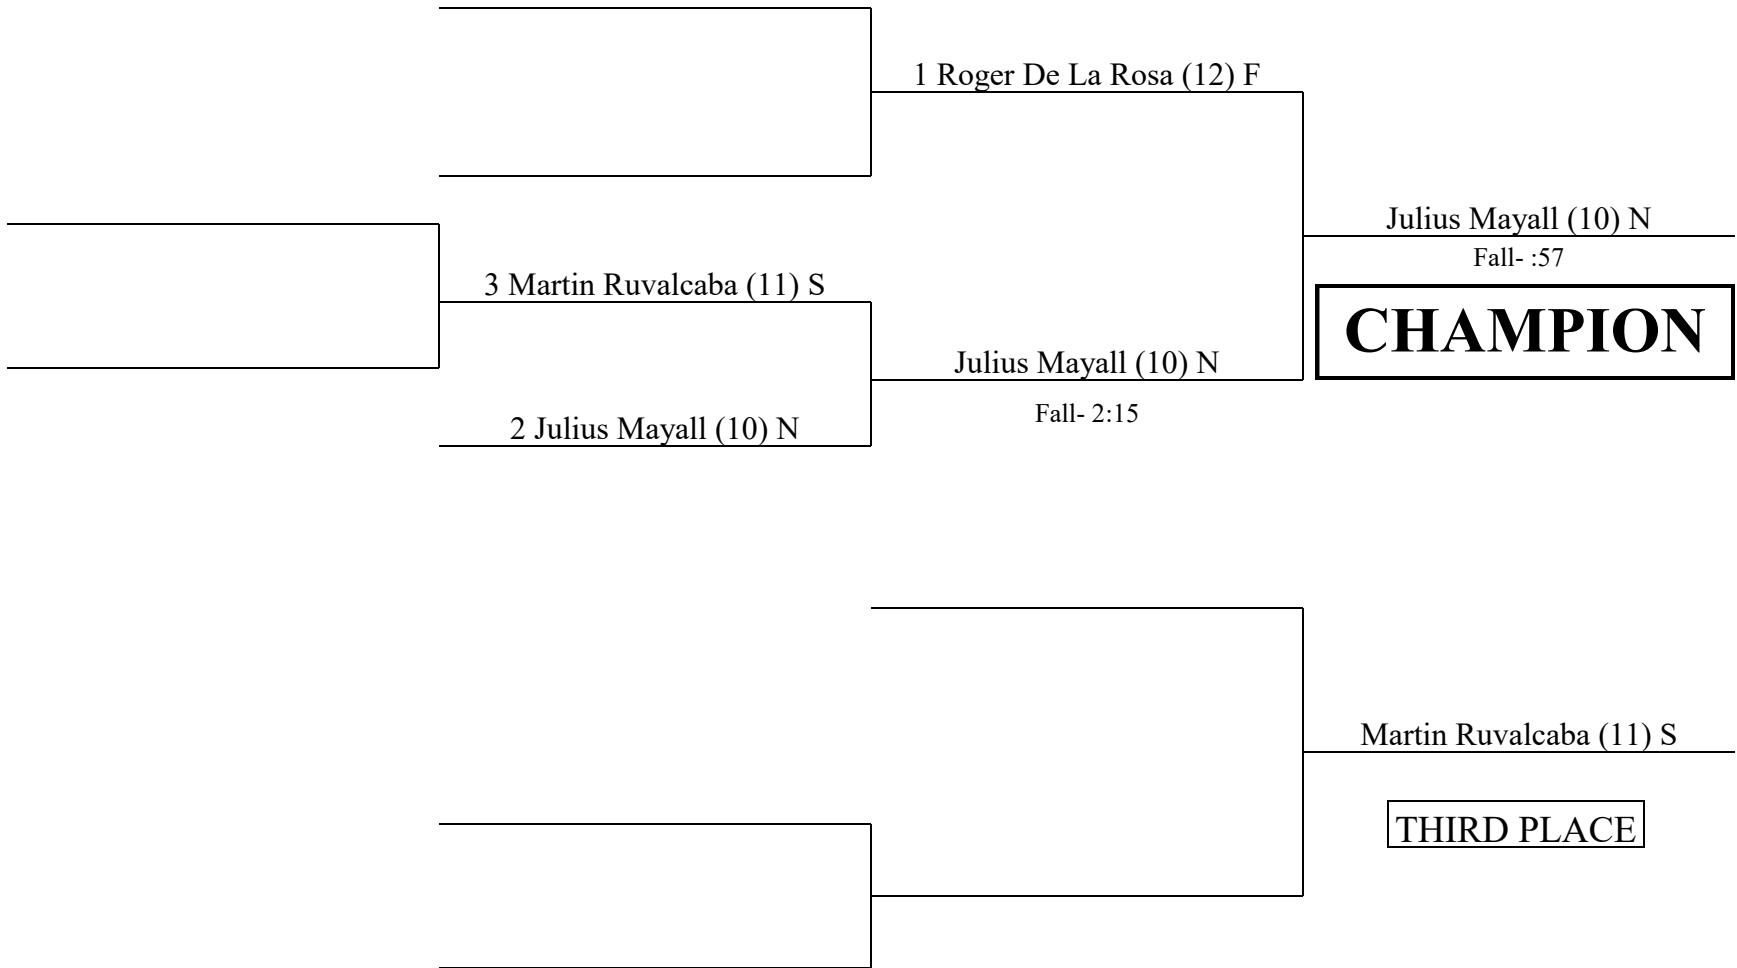 1 Roger De La Rosa (12) F
Julius Mayall (10) N
Fall- :57
3 Martin Ruvalcaba (11) S
CHAMPION
Julius Mayall (10) N
Fall- 2:15
2 Julius Mayall (10) N
Martin Ruvalcaba (11) S
THIRD PLACE